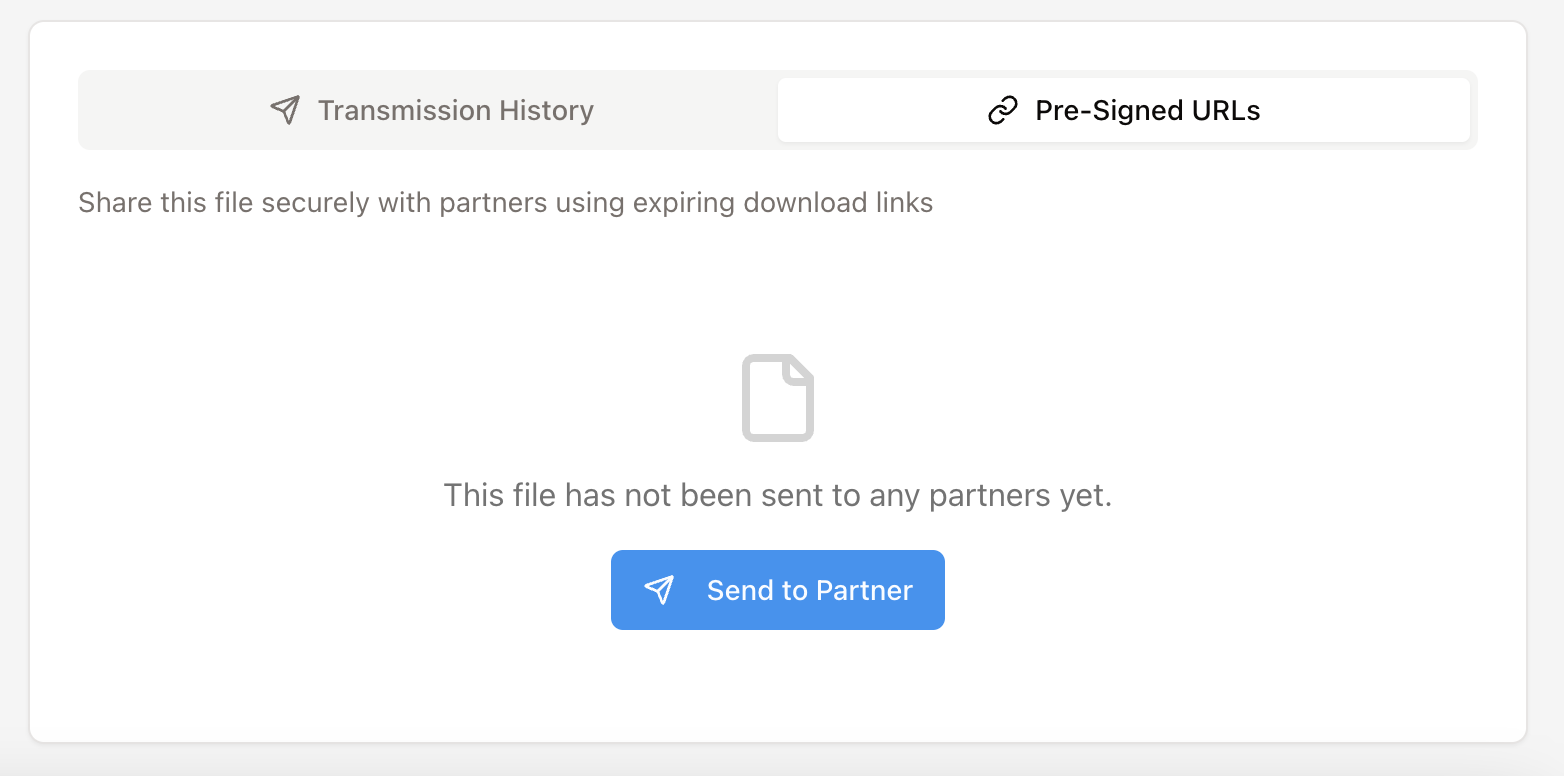 Transmission History
Pre-Signed URLs
Share this file securely with partners using expiring download links
This file has not been sent to any partners yet.
Send to Partner